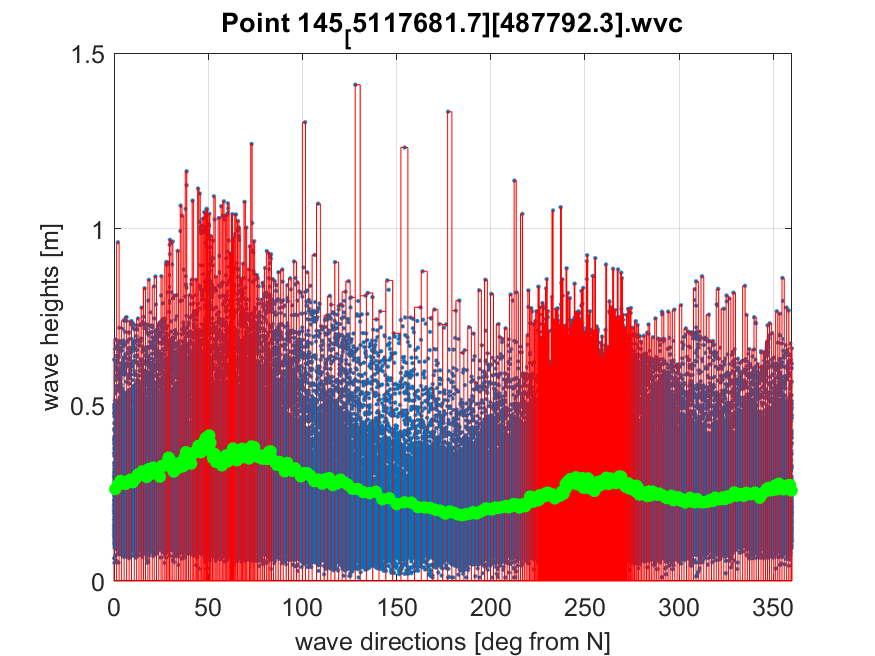 Point 145[5117681.7][487792.3].wvc
1.5
1
0.5
0
wave heights [m]
0 50 100 150 200 250 300 350
wave directions [deg from N]